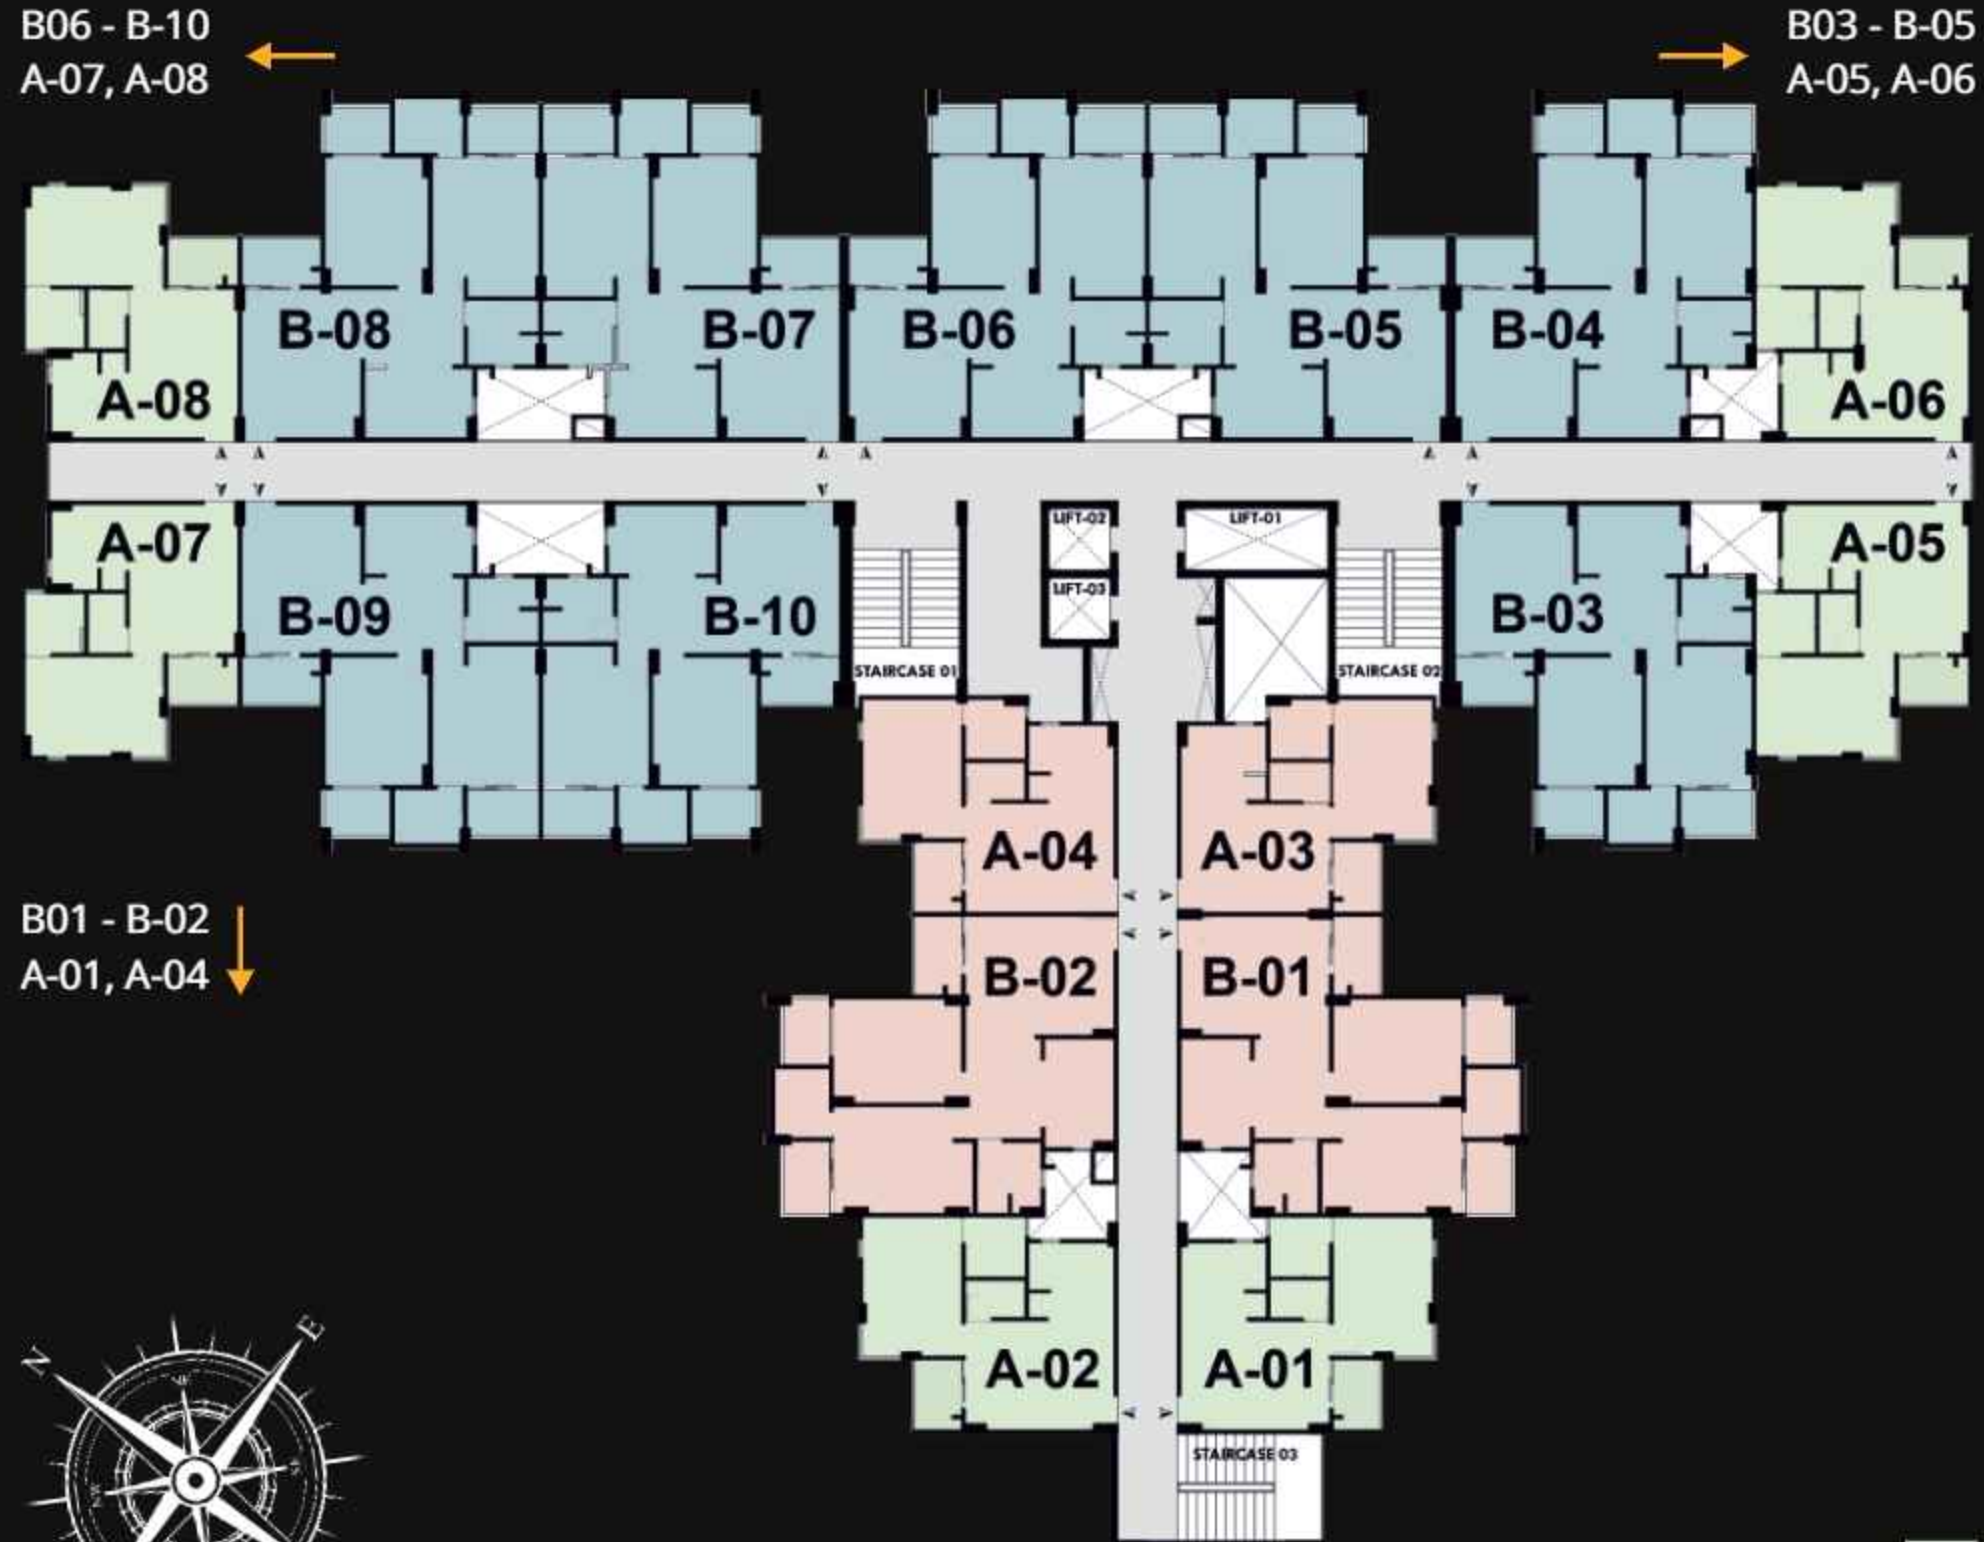 B06 - B-10
A-07, A-08
B03 - B-05
A-05, A-06
B-08
B-07
B-06
B-05
B-04
A-08
A-06
LIFT-02
LIFT-01
A-07
A-05
LIFT-03
B-09
B-10
B-03
STAIRCASE 01
STAIRCASE 02
A-04
A-03
B01 - B-02
A-01, A-04
B-02
B-01
A-02
A-01
N
E
STAIRCASE 03